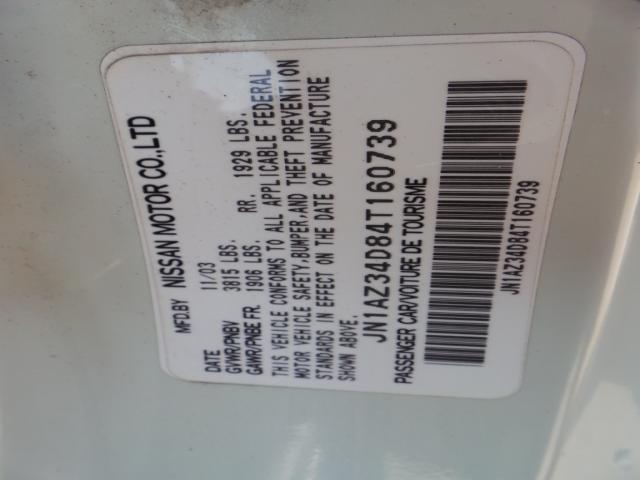 MFD.BY NISSAN MOTOR CO.,LTD
DATE 11/03
GVWR/PNBV 3815 LBS.
GAWR/PNBE FR. 1906 LBS. RR. 1929 LBS.
THIS VEHICLE CONFORMS TO ALL APPLICABLE FEDERAL
MOTOR VEHICLE SAFETY,BUMPER,AND THEFT PREVENTION
STANDARDS IN EFFECT ON THE DATE OF MANUFACTURE
SHOWN ABOVE.
JN1AZ34D84T160739
PASSENGER CAR/VOITURE DE TOURISME
JN1AZ34D84T160739